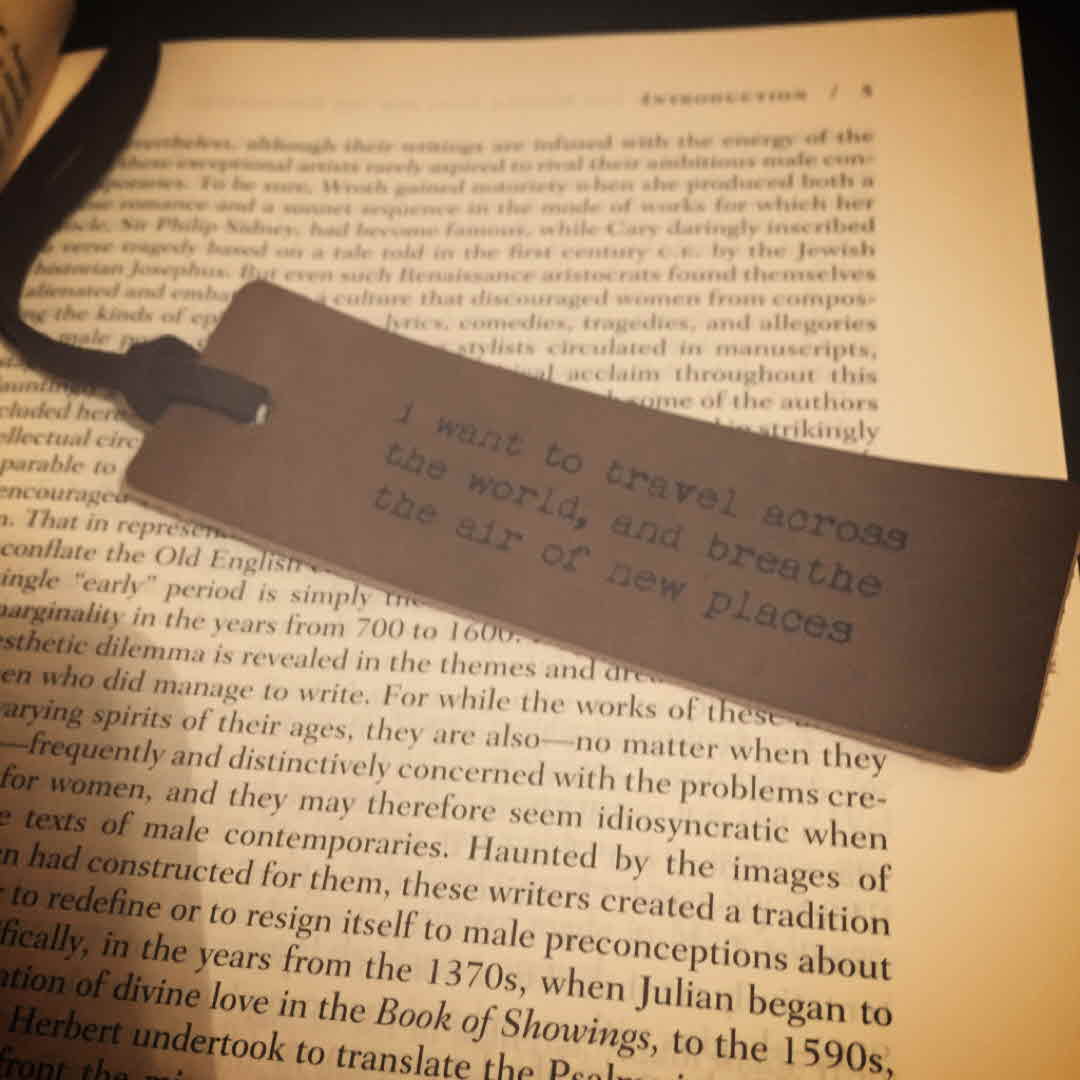 INTRODUCTION / 5
although their writings are infused with the energy of the
exceptional artists rarely aspired to rival their ambitious male con-
To be sure, Wroth gained notoriety when she produced both a
romance and a sonnet sequence in the mode of works for which her
Sir Philip Sidney, had become famous, while Cary daringly inscribed
verse tragedy based on a tale told in the first century C.E. by the Jewish
historian Josephus. But even such Renaissance aristocrats found themselves
alienated and culture that discouraged women from compos-
ing the kinds of lyrics, comedies, tragedies, and allegories
male stylists circulated in manuscripts,
acclaim throughout this
some of the authors
strikingly
i want to travel across
the world, and breathe
the air of new places
parable to
encouraged
n. That in
conflate the Old English
ingle "early" period is simply
marginality in the years from 700 to 1600.
esthetic dilemma is revealed in the themes and
en who did manage to write. For while the works of these
varying spirits of their ages, they are also—no matter when they
—frequently and distinctively concerned with the problems cre-
for women, and they may therefore seem idiosyncratic when
e texts of male contemporaries. Haunted by the images of
en had constructed for them, these writers created a tradition
to redefine or to resign itself to male preconceptions about
ifically, in the years from the 1370s, when Julian began to
ation of divine love in the Book of Showings, to the 1590s,
Herbert undertook to translate the
front the